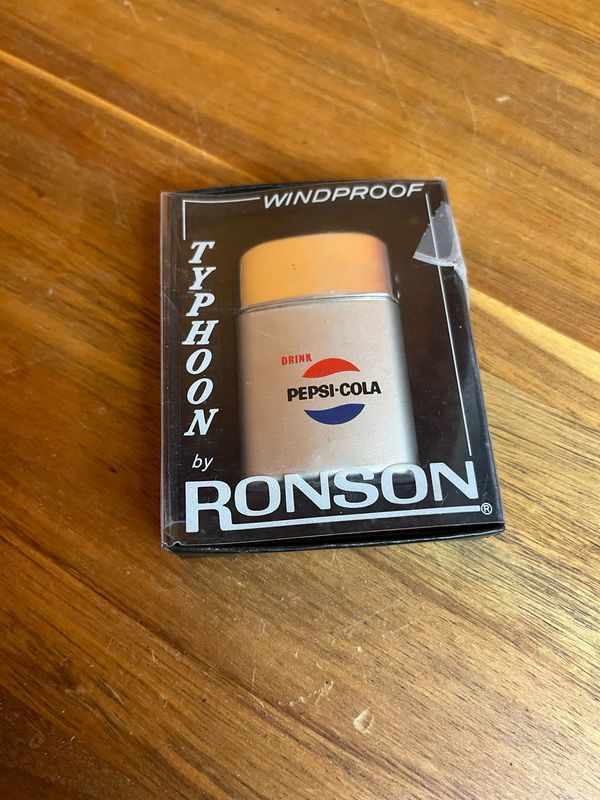 WINDPROOF
TYPHOON
by
RONSON®
DRINK
PEPSI·COLA